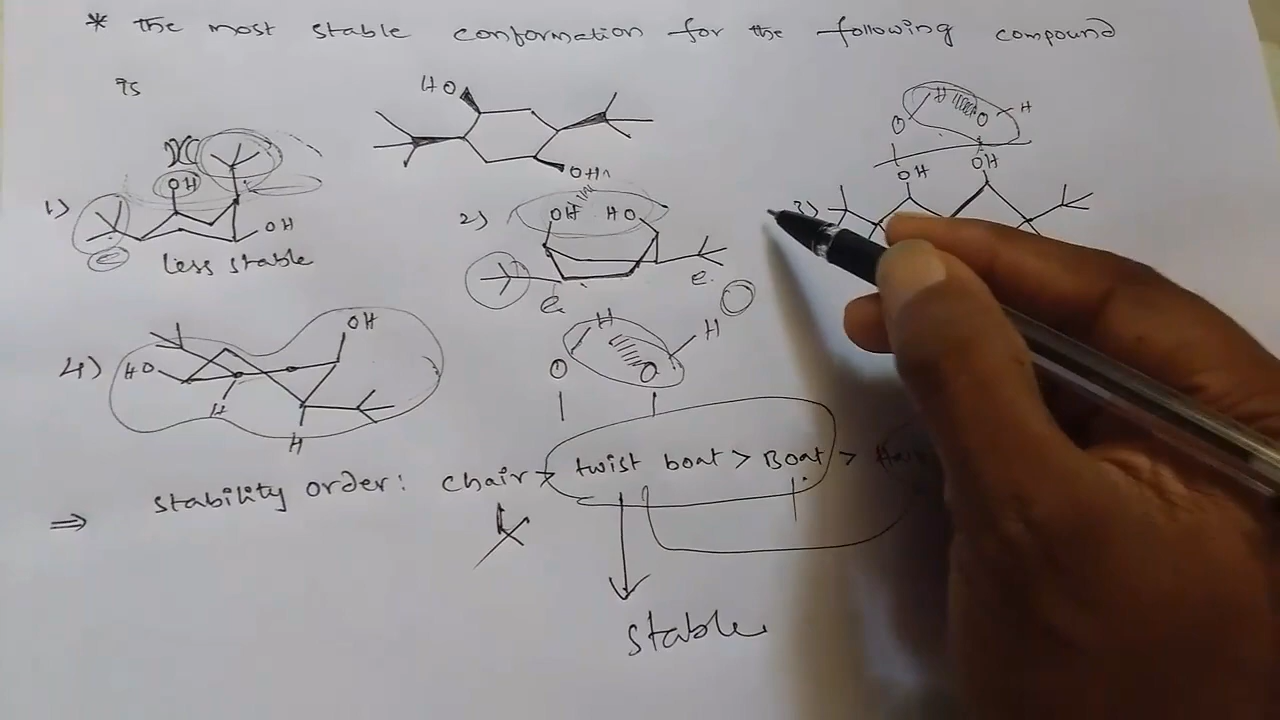 * The most stable conformation for the following compound
is
HO
OH
H
O
H
O
1)
OH
OH
e
less stable
2)
OH HO
e.
e.
3)
OH
OH
4)
HO
OH
H
H
H
H
O
O
⇒ stability order: chair > twist boat > Boat >
stable